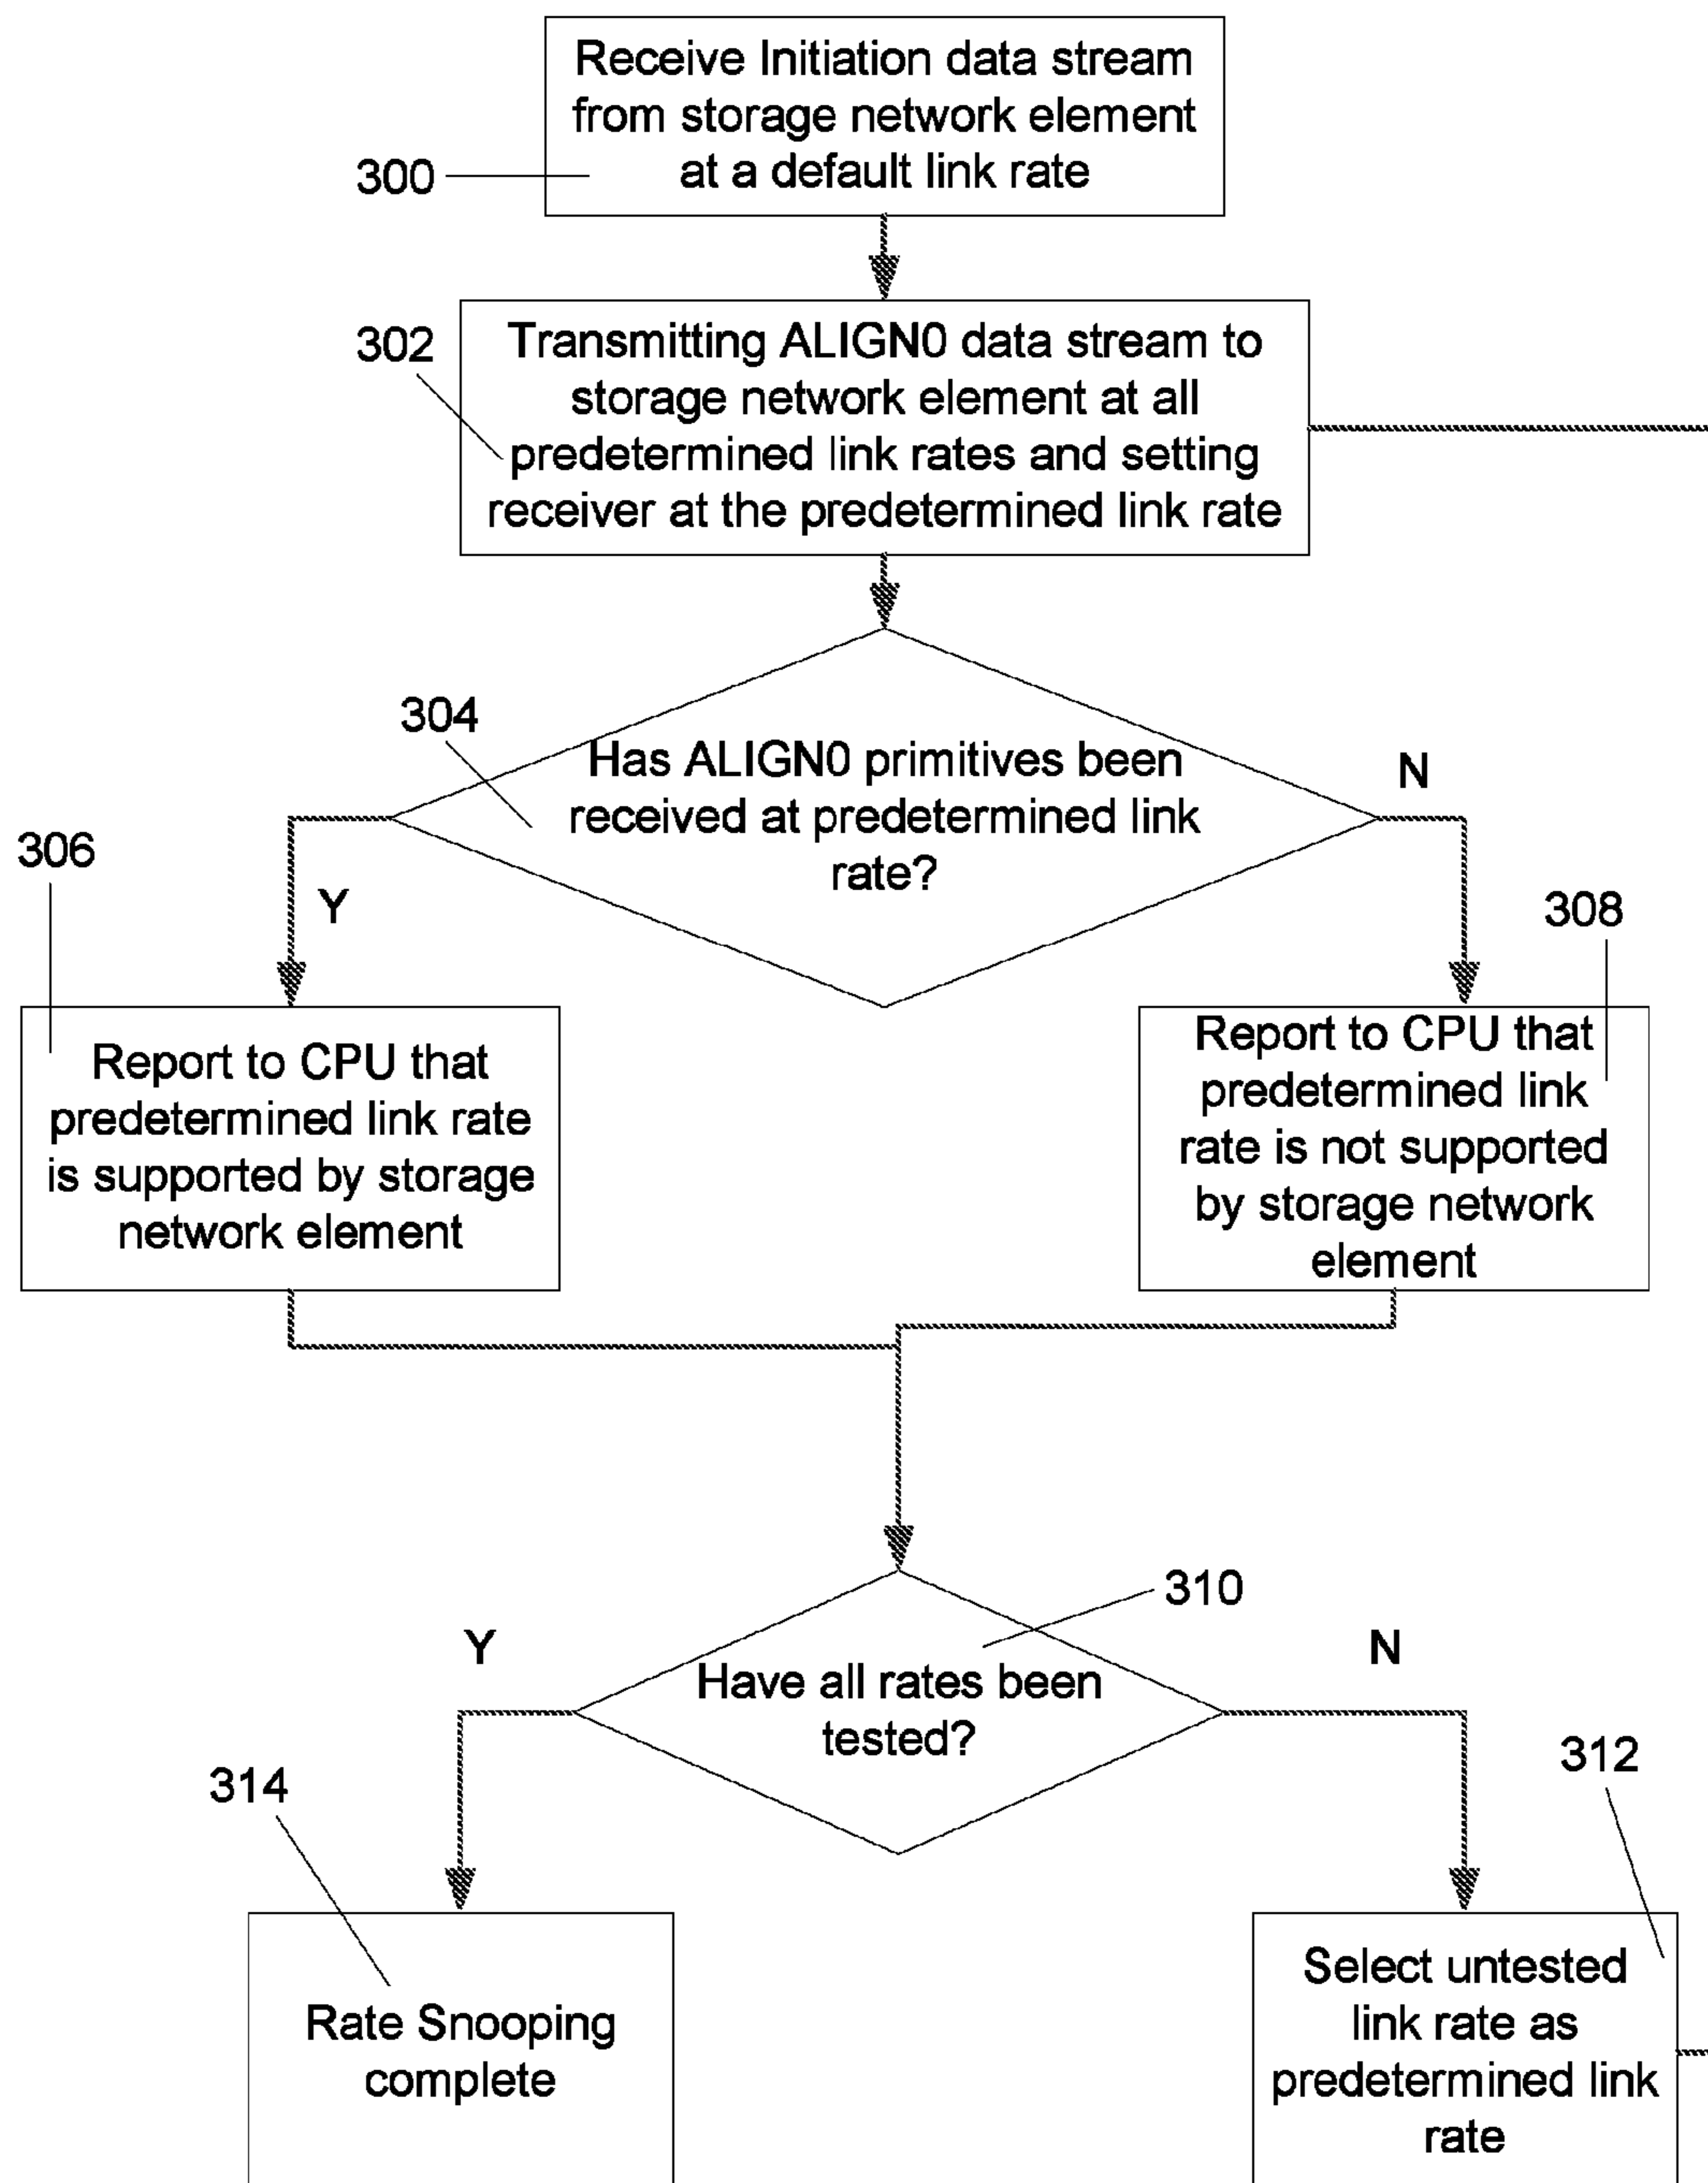 Receive Initiation data stream
from storage network element
at a default link rate
300
302
Transmitting ALIGN0 data stream to
storage network element at all
predetermined link rates and setting
receiver at the predetermined link rate
304
Has ALIGN0 primitives been
received at predetermined link
rate?
N
306
Y
308
Report to CPU that
predetermined link rate
is supported by storage
network element
Report to CPU that
predetermined link
rate is not supported
by storage network
element
310
Y
N
Have all rates been
tested?
312
314
Rate Snooping
complete
Select untested
link rate as
predetermined link
rate